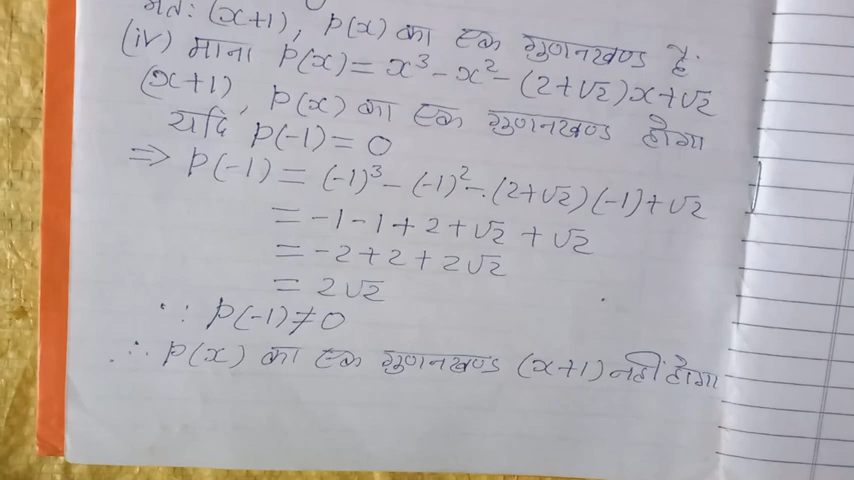 अतः (x+1), p(x) का एक गुणनखण्ड है
(iv) माना p(x) = x³ - x² - (2+√2)x+√2
(x+1), p(x) का एक गुणनखण्ड होगा
यदि p(-1) = 0
⇒ p(-1) = (-1)³ - (-1)² - (2+√2)(-1)+√2
= -1 - 1 + 2 + √2 + √2
= -2 + 2 + 2√2
= 2√2
∵ p(-1) ≠ 0
∴ p(x) का एक गुणनखण्ड (x+1) नहीं होगा